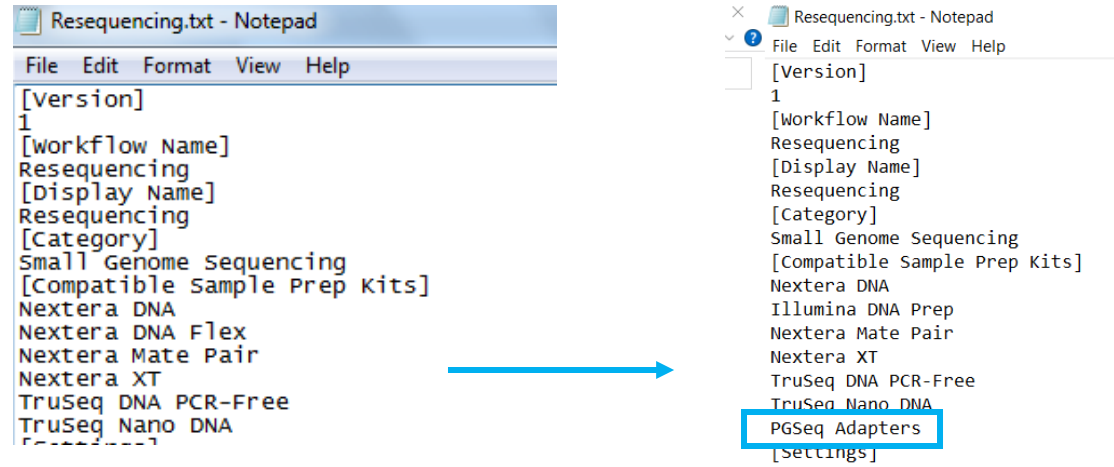 Resequencing.txt - Notepad
File Edit Format View Help
[Version]
1
[Workflow Name]
Resequencing
[Display Name]
Resequencing
[Category]
Small Genome Sequencing
[Compatible Sample Prep Kits]
Nextera DNA
Nextera DNA Flex
Nextera Mate Pair
Nextera XT
TruSeq DNA PCR-Free
TruSeq Nano DNA
[Settings]
Resequencing.txt - Notepad
File Edit Format View Help
[Version]
1
[Workflow Name]
Resequencing
[Display Name]
Resequencing
[Category]
Small Genome Sequencing
[Compatible Sample Prep Kits]
Nextera DNA
Illumina DNA Prep
Nextera Mate Pair
Nextera XT
TruSeq DNA PCR-Free
TruSeq Nano DNA
PGSeq Adapters
[Settings]